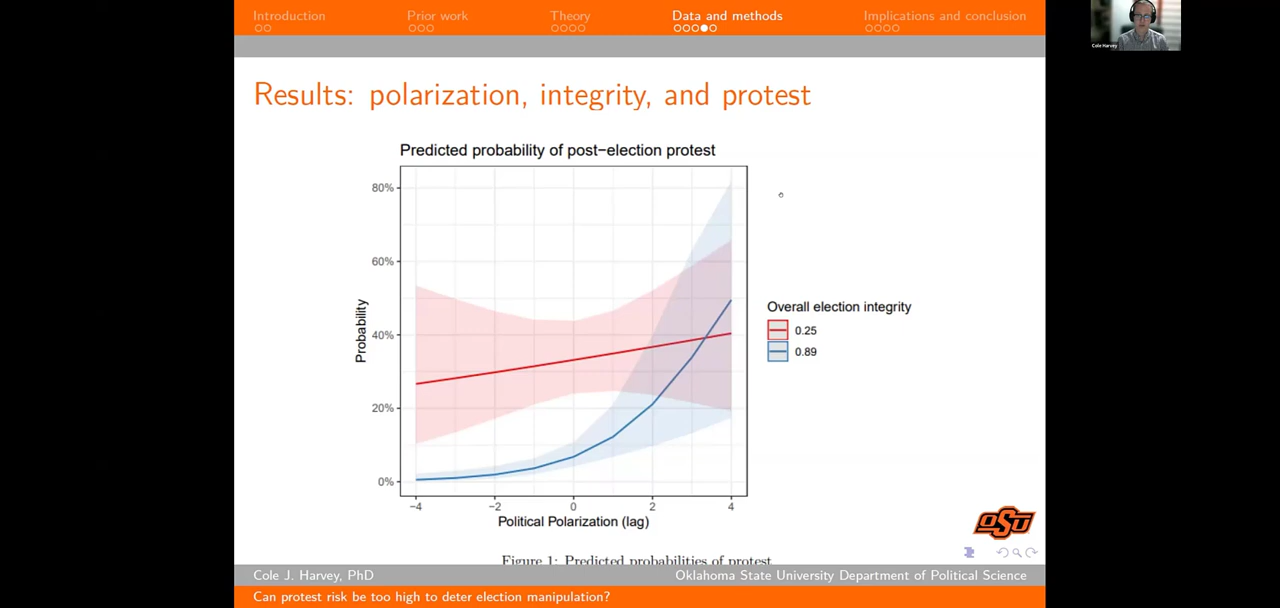 Introduction
Prior work
Theory
Data and methods
Implications and conclusion
Cole Harvey
Results: polarization, integrity, and protest
Predicted probability of post−election protest
80%
60%
40%
20%
0%
Probability
−4
−2
0
2
4
Political Polarization (lag)
Overall election integrity
0.25
0.89
OSU
Figure 1: Predicted probabilities of protest
Cole J. Harvey, PhD
Oklahoma State University Department of Political Science
Can protest risk be too high to deter election manipulation?